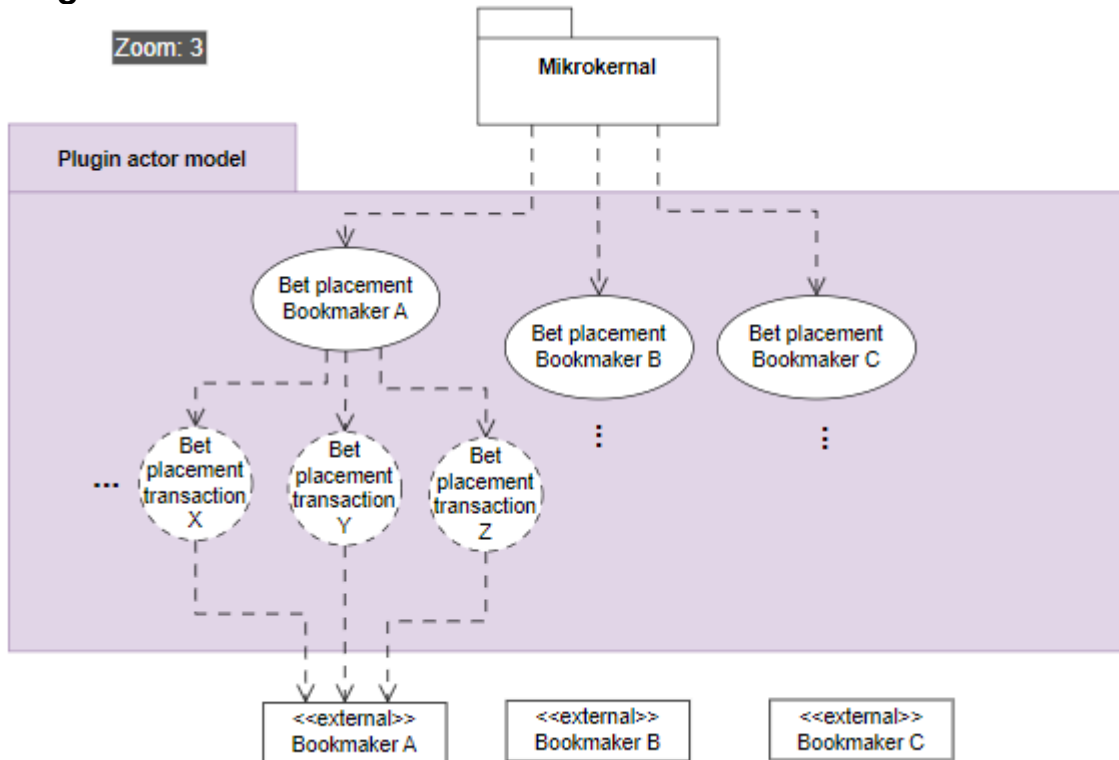 Zoom: 3
Mikrokernal
Plugin actor model
Bet placement
Bookmaker A
Bet placement
Bookmaker B
Bet placement
Bookmaker C
...
Bet
placement
transaction
X
Bet
placement
transaction
Y
Bet
placement
transaction
Z
<<external>>
Bookmaker A
<<external>>
Bookmaker B
<<external>>
Bookmaker C